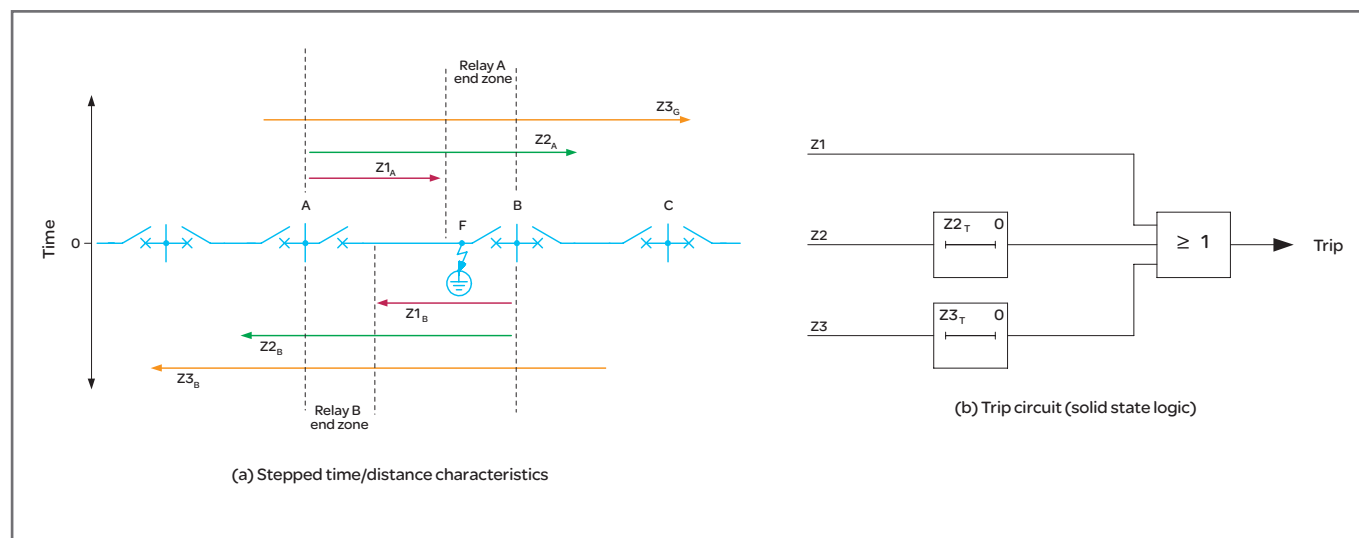 Relay A
end zone
Z3G
Z2A
Z1A
A
F
B
C
Time
0
Z1B
Z2B
Z3B
Relay B
end zone
(a) Stepped time/distance characteristics
Z1
Z2
Z2T 0
≥ 1
Trip
Z3
Z3T 0
(b) Trip circuit (solid state logic)